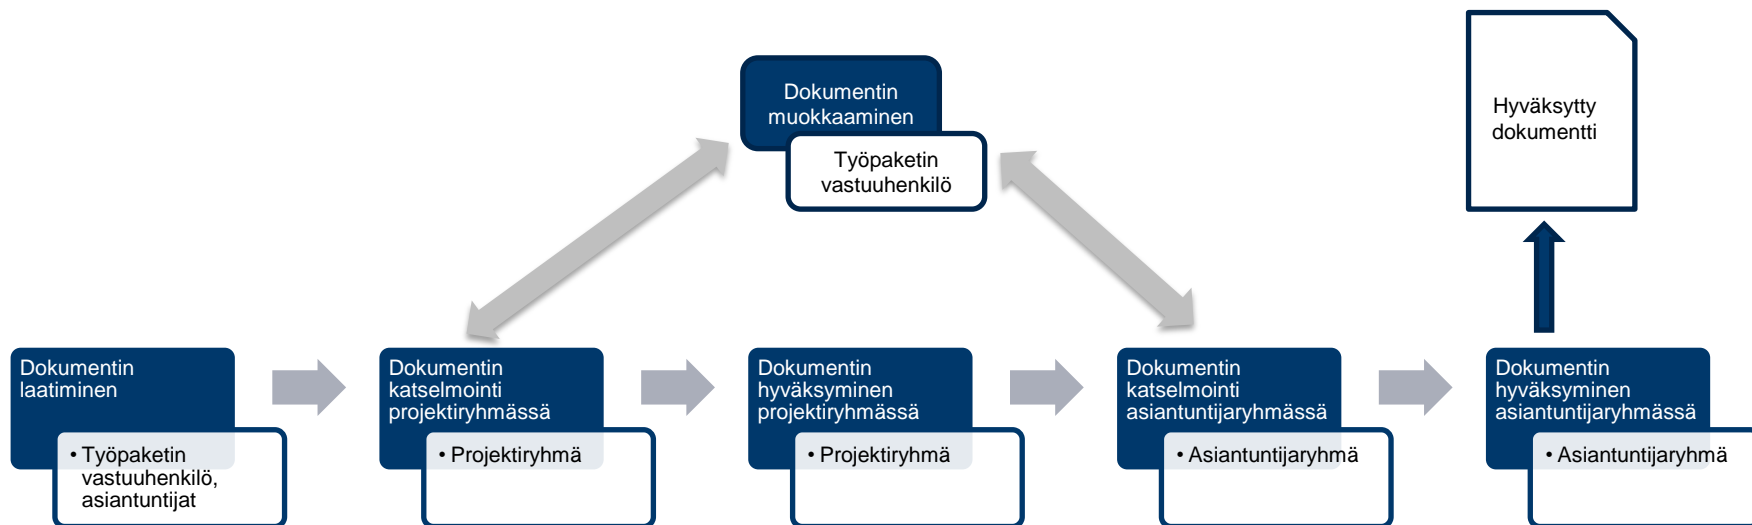 Dokumentin
muokkaaminen
Työpaketin
vastuuhenkilö
Hyväksytty
dokumentti
Dokumentin
laatiminen
• Työpaketin
vastuuhenkilö,
asiantuntijat
Dokumentin
katselmointi
projektiryhmässä
• Projektiryhmä
Dokumentin
hyväksyminen
projektiryhmässä
• Projektiryhmä
Dokumentin
katselmointi
asiantuntijaryhmässä
• Asiantuntijaryhmä
Dokumentin
hyväksyminen
asiantuntijaryhmässä
• Asiantuntijaryhmä